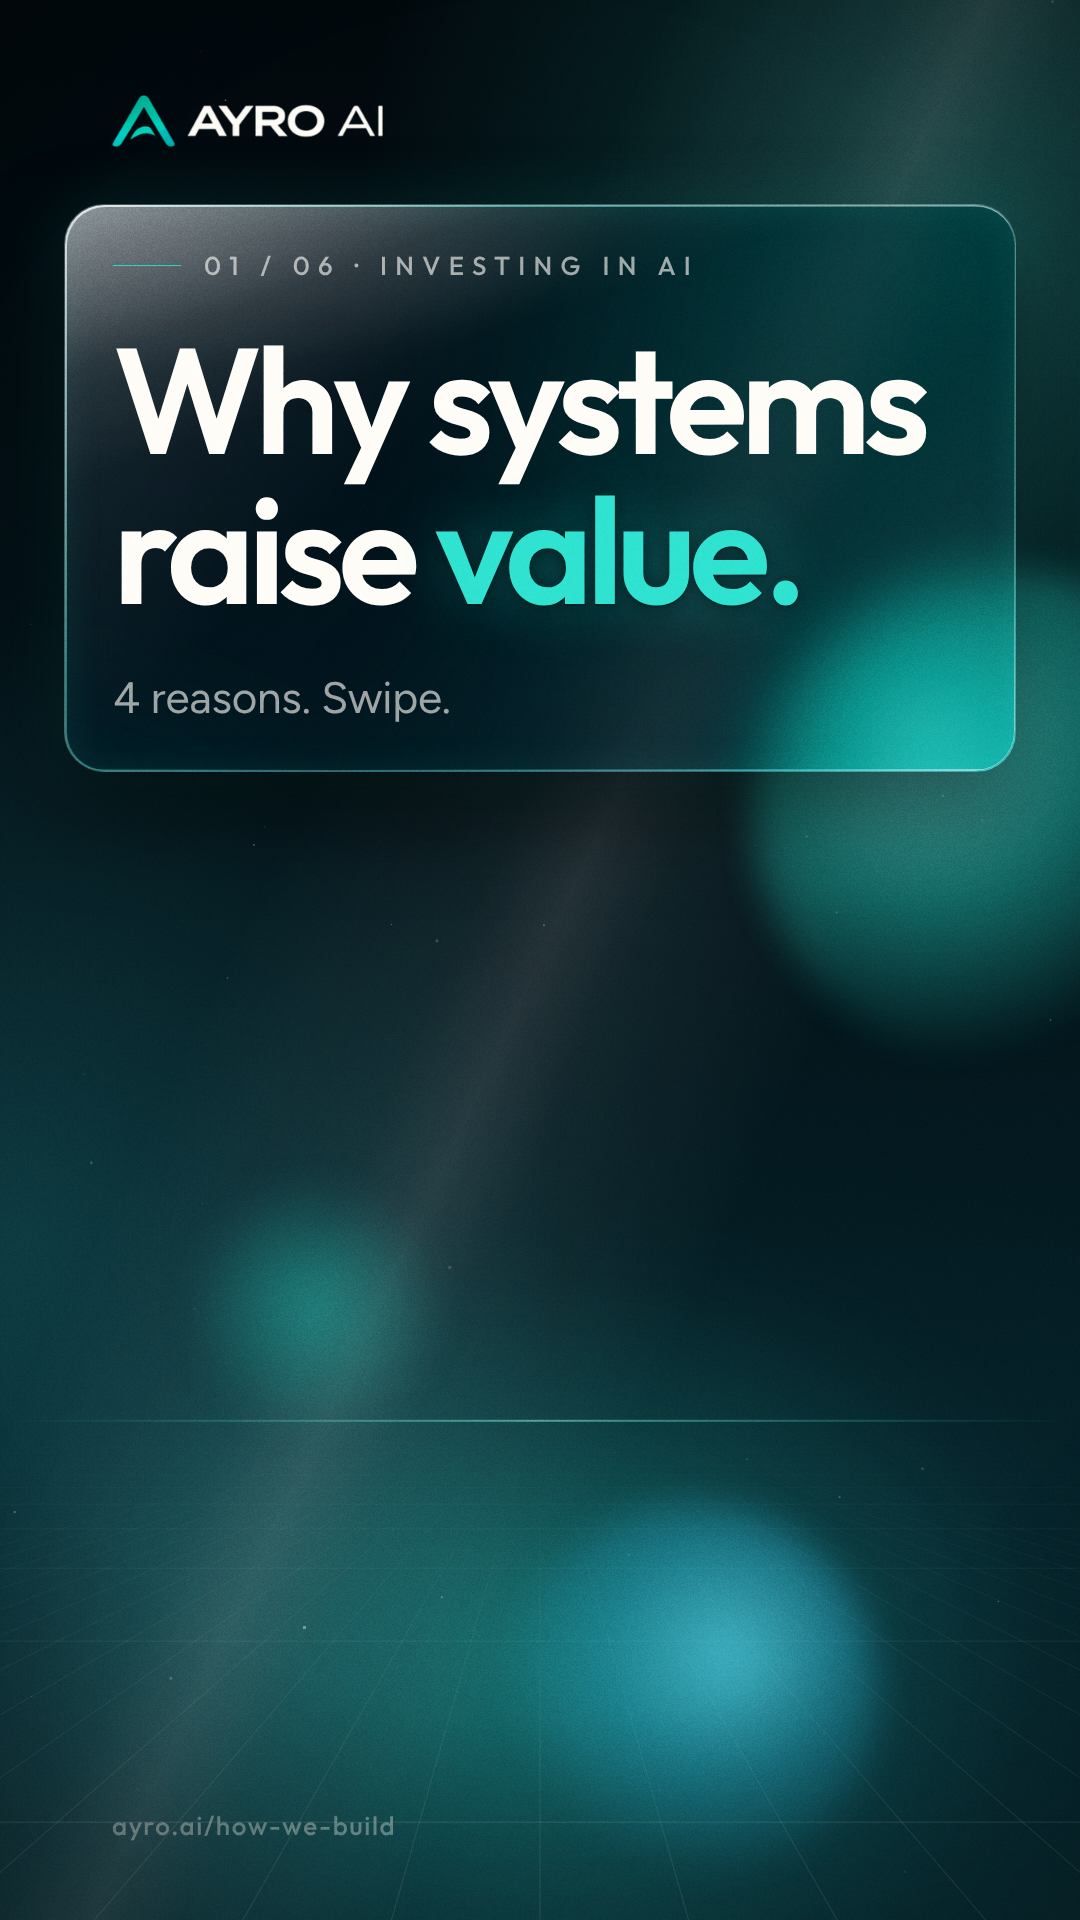 AYRO AI
01 / 06 · INVESTING IN AI
Why systems
raise value.
4 reasons. Swipe.
ayro.ai/how-we-build